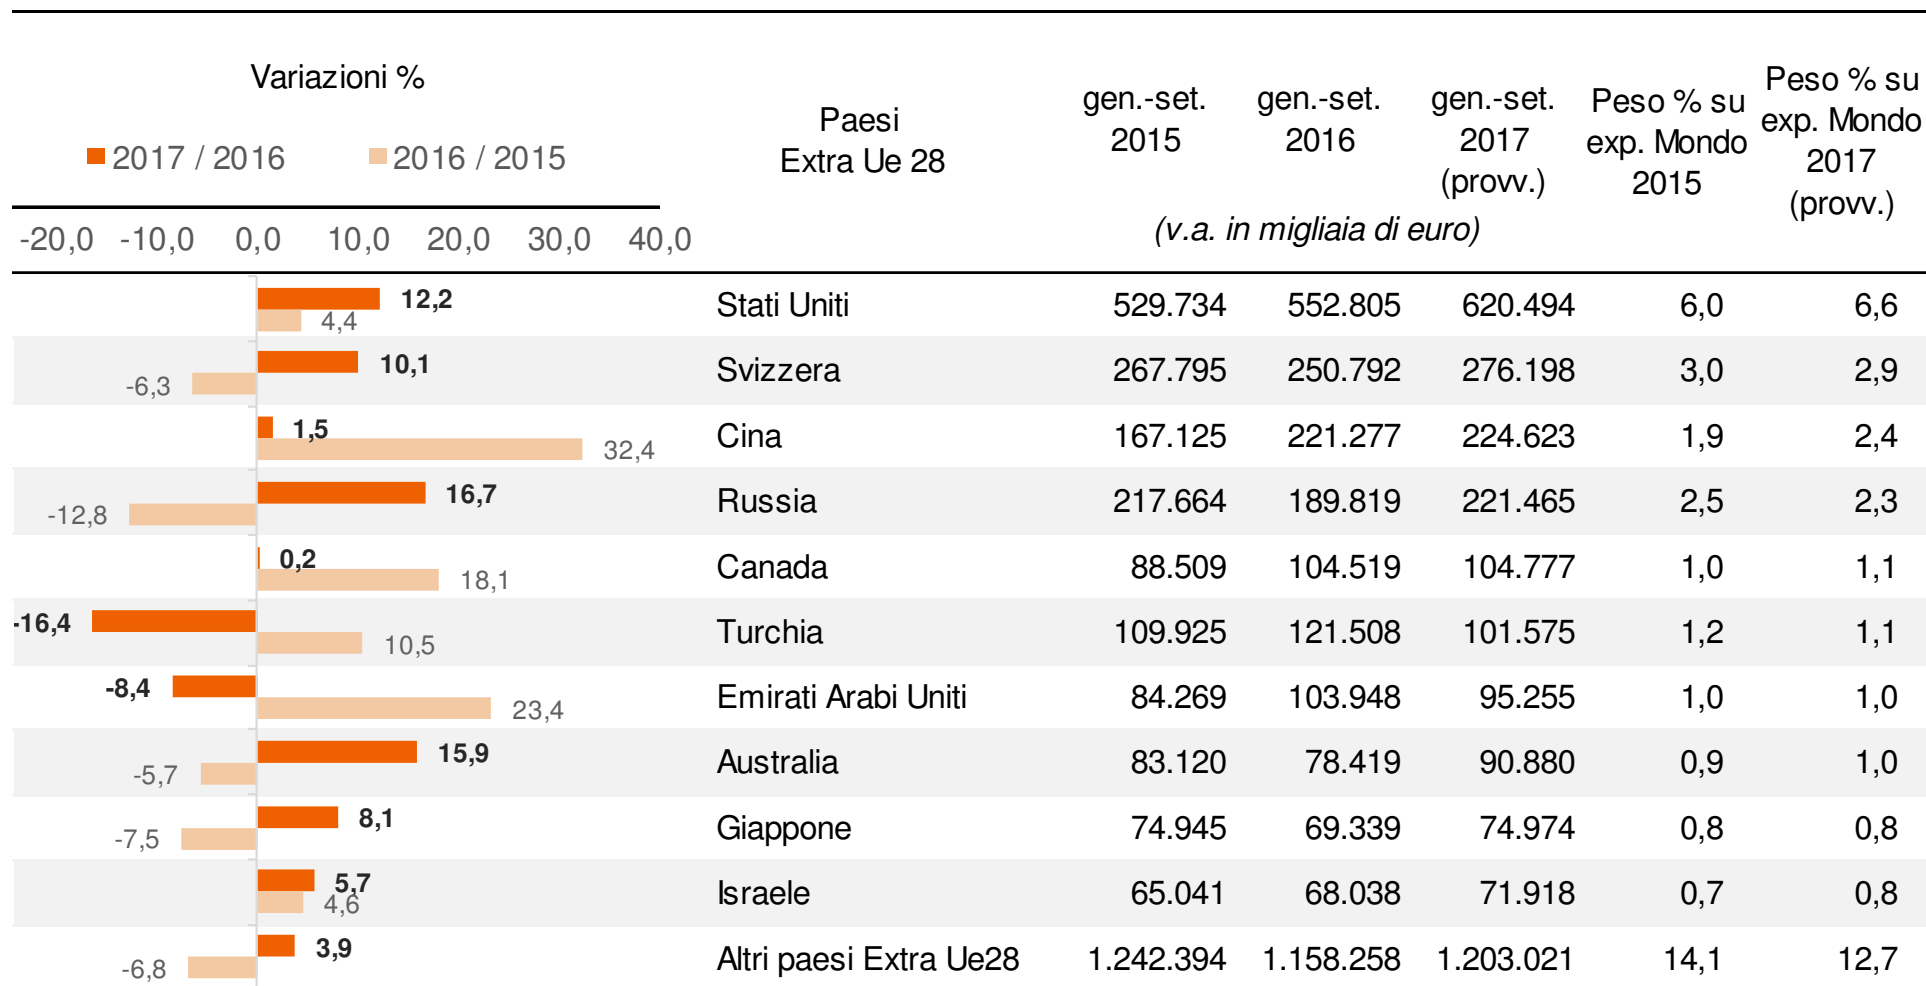 Variazioni %
2017 / 2016
2016 / 2015
-20,0 -10,0 0,0 10,0 20,0 30,0 40,0
Paesi
Extra Ue 28
gen.-set.
2015
gen.-set.
2016
gen.-set.
2017
(provv.)
Peso % su
exp. Mondo
2015
Peso % su
exp. Mondo
2017
(provv.)
(v.a. in migliaia di euro)
12,2
4,4
Stati Uniti 529.734 552.805 620.494 6,0 6,6
10,1
-6,3
Svizzera 267.795 250.792 276.198 3,0 2,9
1,5
32,4
Cina 167.125 221.277 224.623 1,9 2,4
16,7
-12,8
Russia 217.664 189.819 221.465 2,5 2,3
0,2
18,1
Canada 88.509 104.519 104.777 1,0 1,1
-16,4
10,5
Turchia 109.925 121.508 101.575 1,2 1,1
-8,4
23,4
Emirati Arabi Uniti 84.269 103.948 95.255 1,0 1,0
15,9
-5,7
Australia 83.120 78.419 90.880 0,9 1,0
8,1
-7,5
Giappone 74.945 69.339 74.974 0,8 0,8
5,7
4,6
Israele 65.041 68.038 71.918 0,7 0,8
3,9
-6,8
Altri paesi Extra Ue28 1.242.394 1.158.258 1.203.021 14,1 12,7